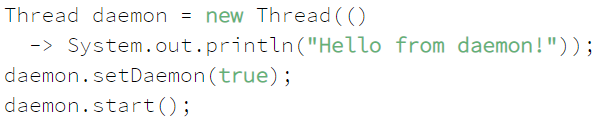 Thread daemon = new Thread(()
  -> System.out.println("Hello from daemon!"));
daemon.setDaemon(true);
daemon.start();